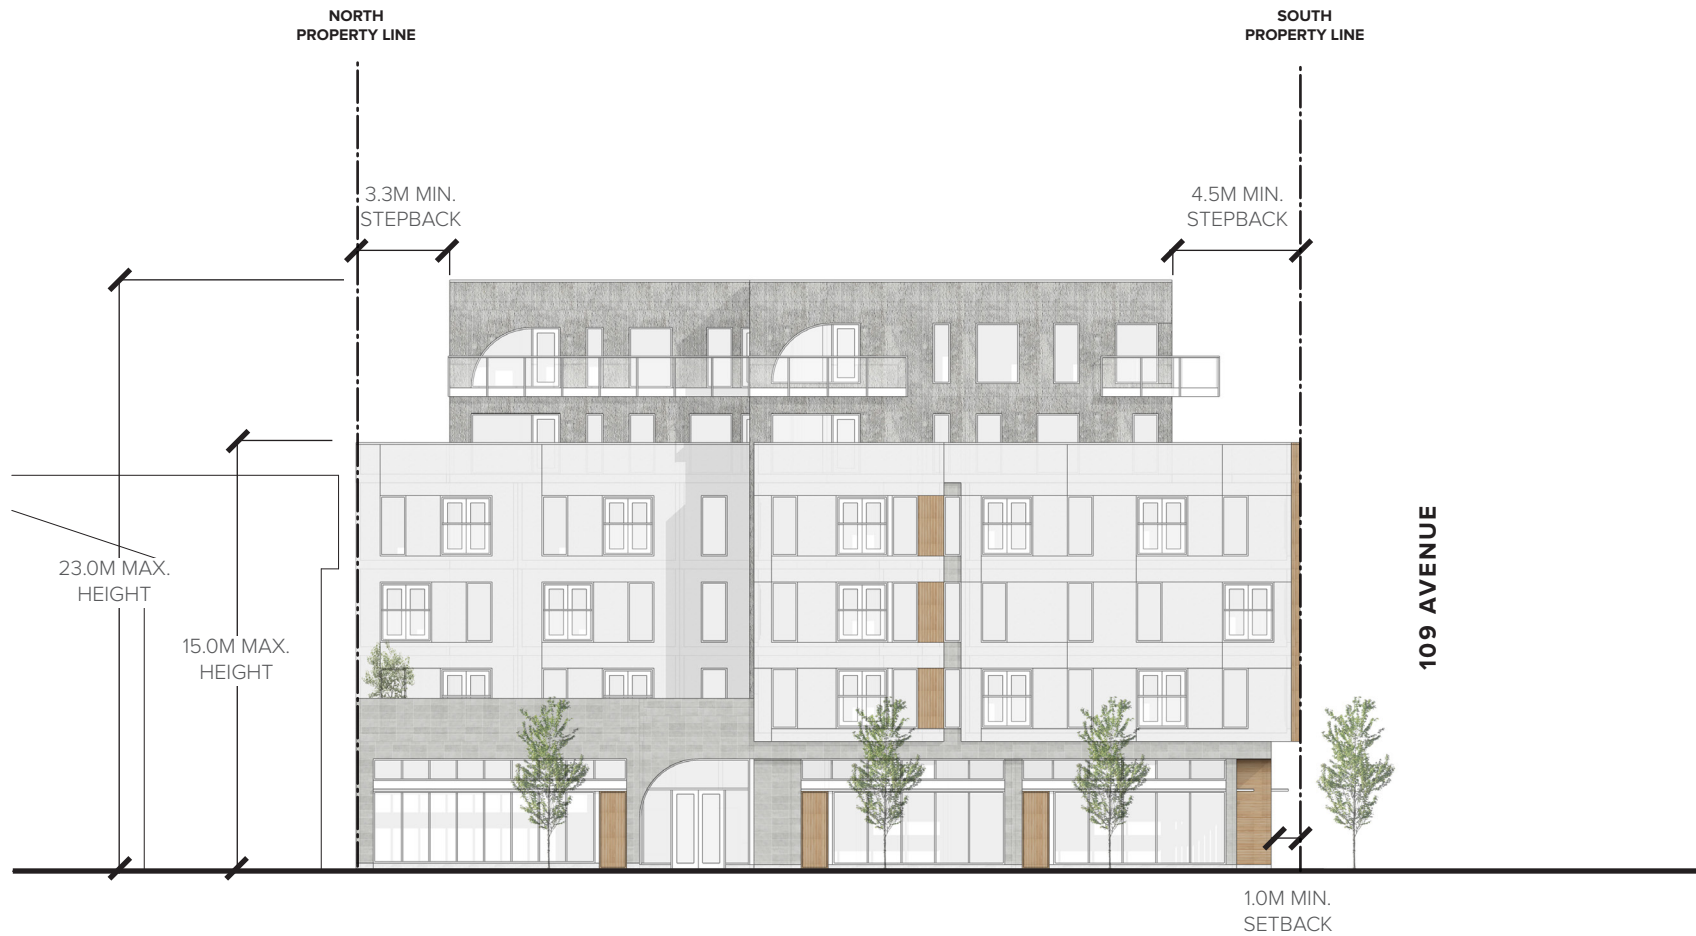 NORTH
PROPERTY LINE
SOUTH
PROPERTY LINE
3.3M MIN.
STEPBACK
4.5M MIN.
STEPBACK
23.0M MAX.
HEIGHT
15.0M MAX.
HEIGHT
109 AVENUE
1.0M MIN.
SETBACK